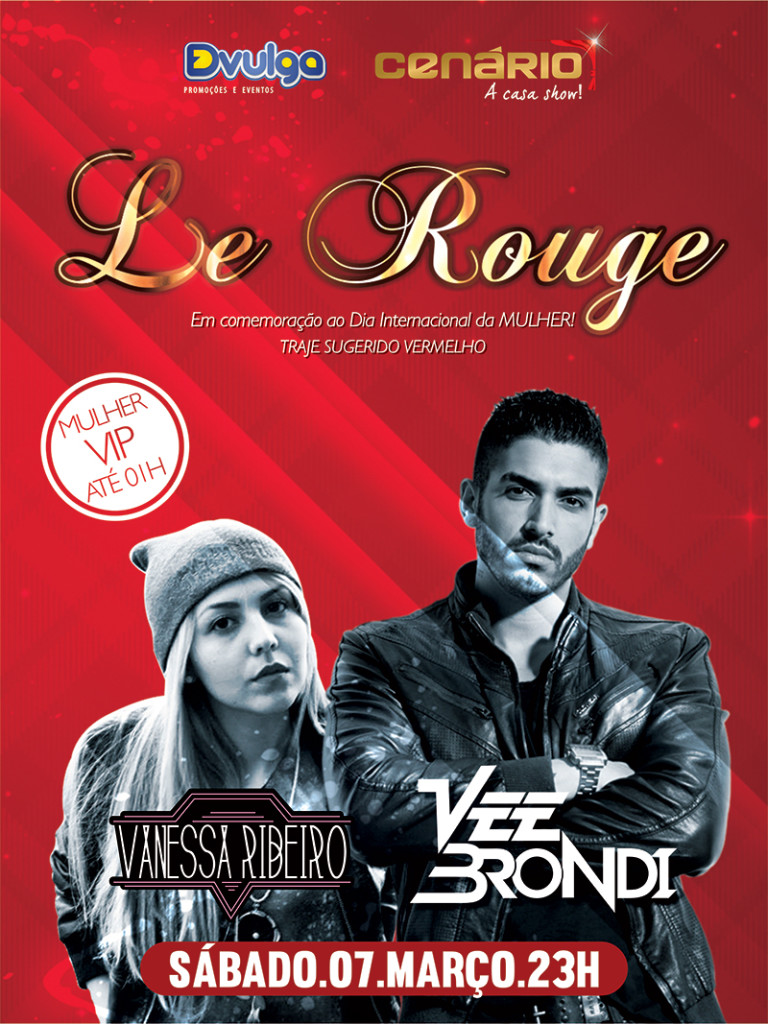 Dvulga
PROMOÇÕES E EVENTOS
CENÁRIO
A casa show!
Le Rouge
Em comemoração ao Dia Internacional da MULHER!
TRAJE SUGERIDO VERMELHO
MULHER
VIP
ATÉ 01H
VANESSA RIBEIRO
VEE
BRONDI
SÁBADO.07.MARÇO.23H